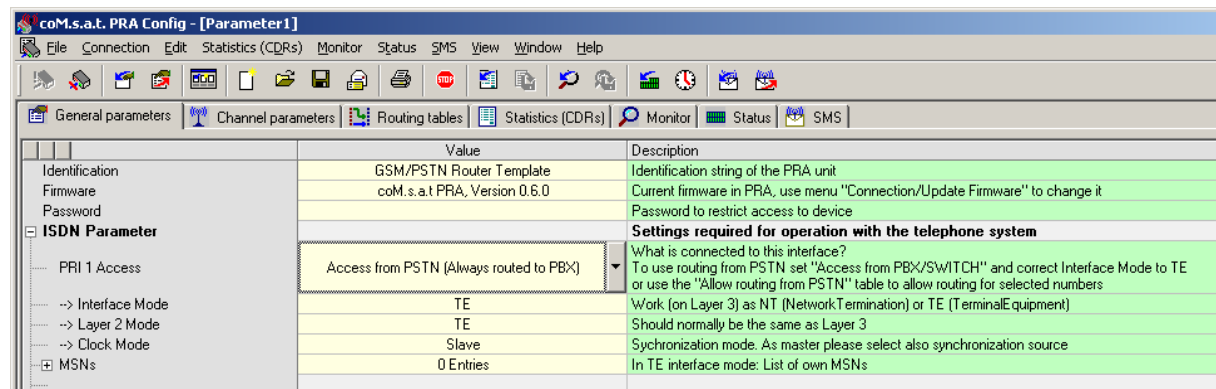 coM.s.a.t. PRA Config - [Parameter1]
File Connection Edit Statistics (CDRs) Monitor Status SMS View Window Help
STOP
General parameters Channel parameters Routing tables Statistics (CDRs) Monitor Status SMS
Value Description
Identification GSM/PSTN Router Template Identification string of the PRA unit
Firmware coM.s.a.t PRA, Version 0.6.0 Current firmware in PRA, use menu "Connection/Update Firmware" to change it
Password Password to restrict access to device
ISDN Parameter Settings required for operation with the telephone system
PRI 1 Access Access from PSTN (Always routed to PBX) What is connected to this interface?
To use routing from PSTN set "Access from PBX/SWITCH" and correct Interface Mode to TE
or use the "Allow routing from PSTN" table to allow routing for selected numbers
--> Interface Mode TE Work (on Layer 3) as NT (NetworkTermination) or TE (TerminalEquipment)
--> Layer 2 Mode TE Should normally be the same as Layer 3
--> Clock Mode Slave Sychronization mode. As master please select also synchronization source
MSNs 0 Entries In TE interface mode: List of own MSNs